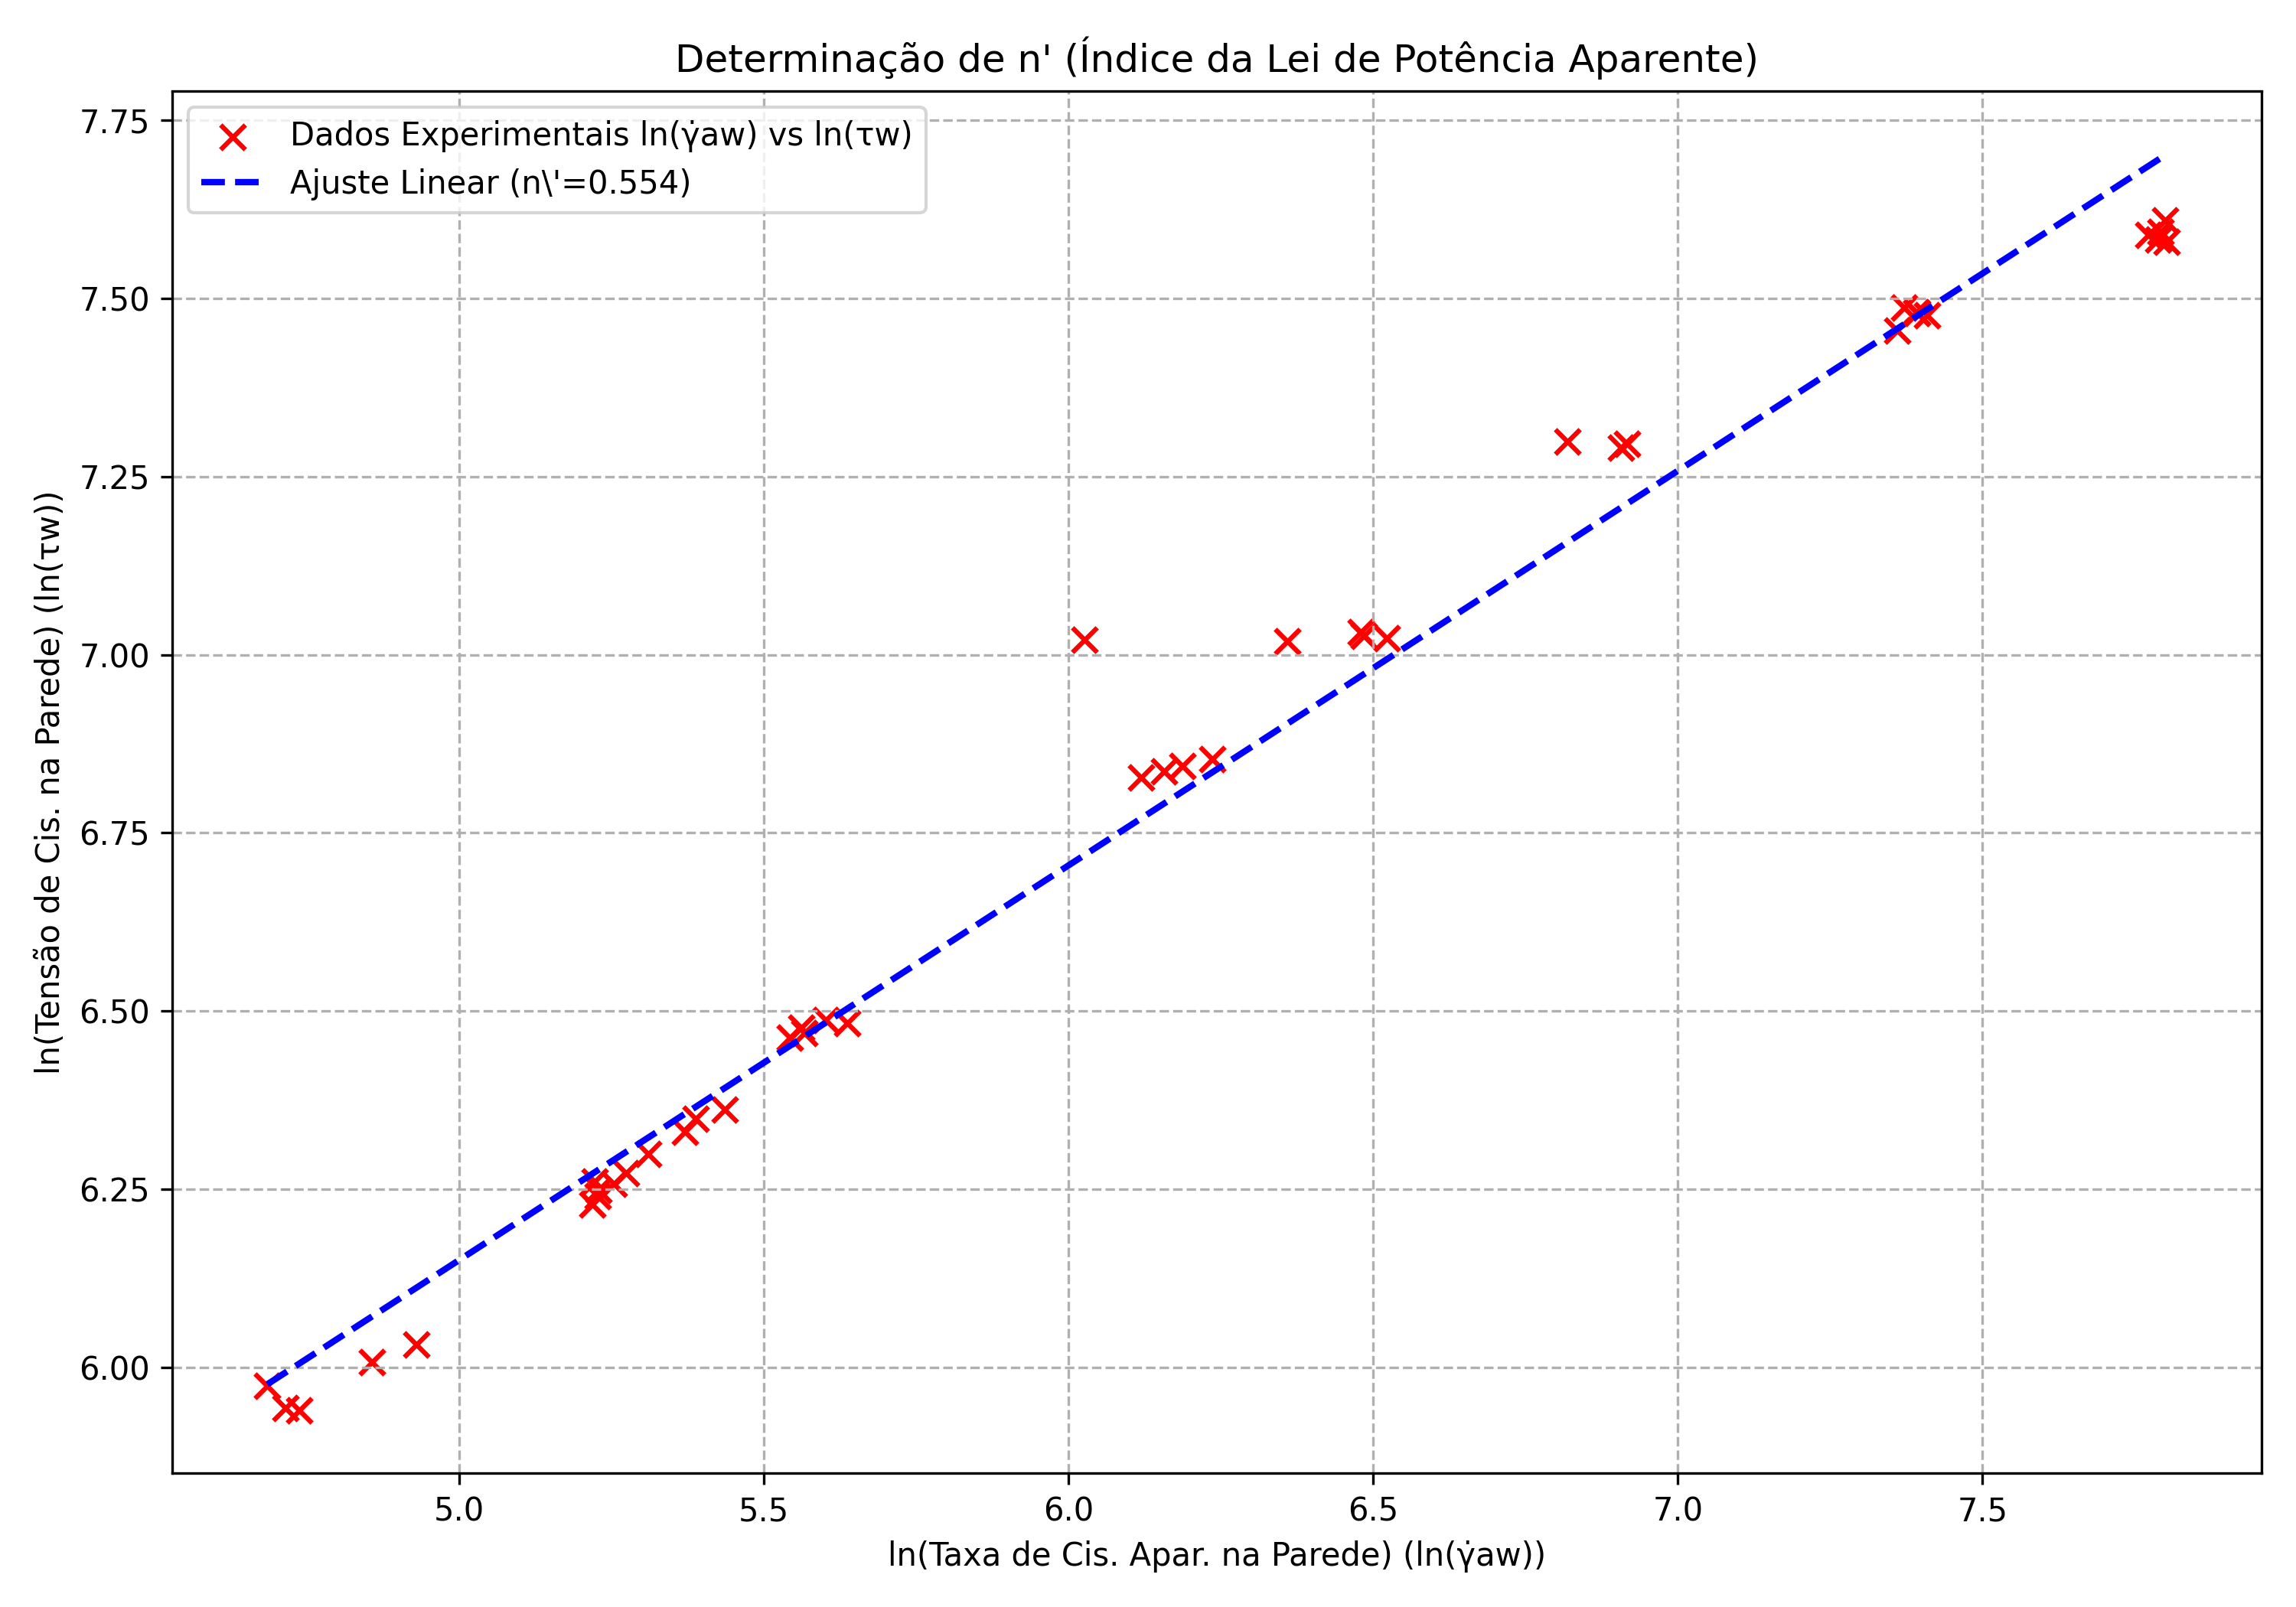 Determinação de n' (Índice da Lei de Potência Aparente)
Dados Experimentais ln(γ̇aw) vs ln(τw)
Ajuste Linear (n\'=0.554)
ln(Tensão de Cis. na Parede) (ln(τw))
7.75
7.50
7.25
7.00
6.75
6.50
6.25
6.00
5.0 5.5 6.0 6.5 7.0 7.5
ln(Taxa de Cis. Apar. na Parede) (ln(γ̇aw))